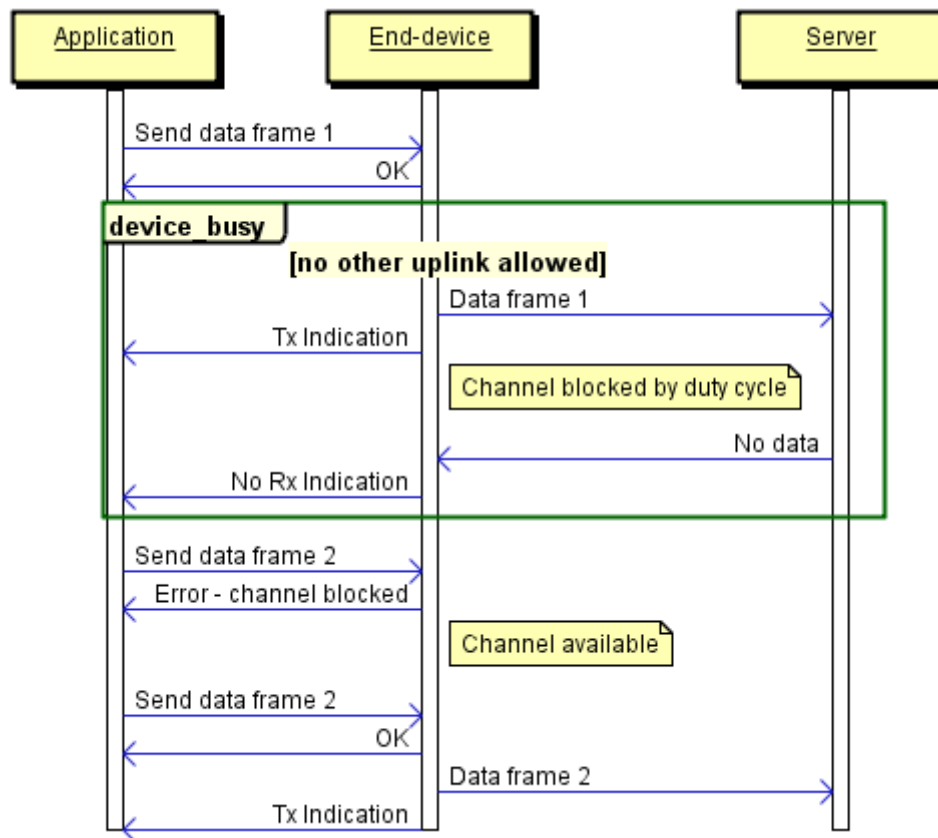 Application
End-device
Server
Send data frame 1
OK
device_busy
[no other uplink allowed]
Data frame 1
Tx Indication
Channel blocked by duty cycle
No data
No Rx Indication
Send data frame 2
Error - channel blocked
Channel available
Send data frame 2
OK
Data frame 2
Tx Indication